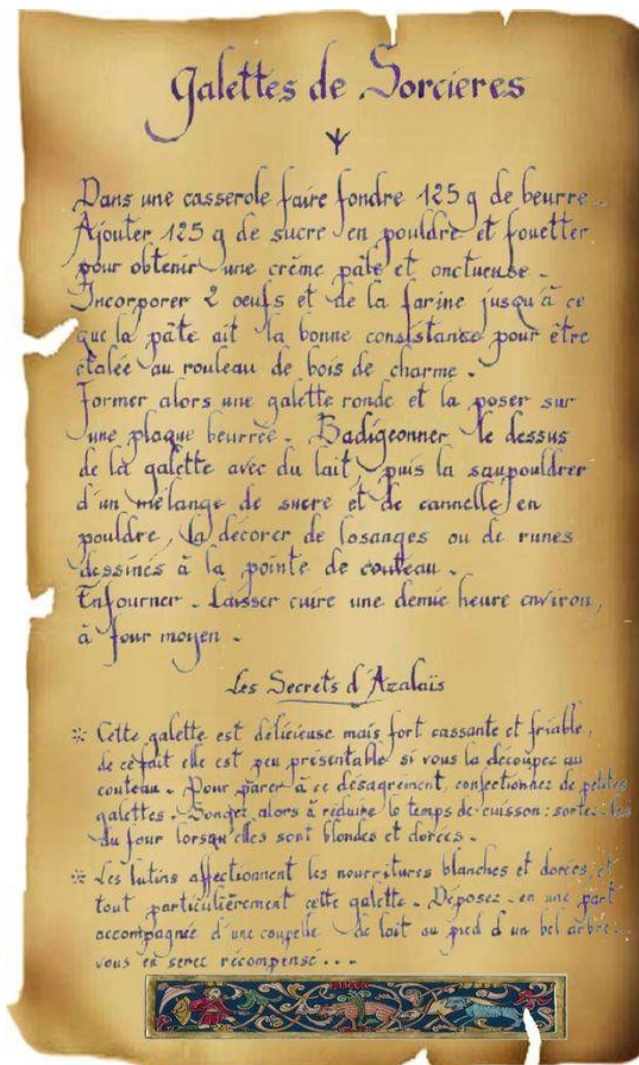 Galettes de Sorcieres
Dans une casserole faire fondre 125 g de beurre.
Ajouter 125 g de sucre en pouldre et fouetter
pour obtenir une crème pâle et onctueuse.
Incorporer 2 oeufs et de la farine jusqu'à ce
que la pâte ait la bonne consistance pour être
étalée au rouleau de bois de charme.
Former alors une galette ronde et la poser sur
une plaque beurrée. Badigeonner le dessus
de la galette avec du lait, puis la saupouldrer
d'un mélange de sucre et de cannelle en
pouldre, la décorer de losanges ou de runes
dessinés à la pointe de couteau.
Enfourner. Laisser cuire une demie heure environ,
à four moyen.
Les Secrets d'Azalaïs
※ Cette galette est délicieuse mais fort cassante et friable,
de ce fait elle est peu présentable si vous la découpez au
couteau. Pour parer à ce désagrément, confectionnez de petites
galettes. Songez alors à réduire le temps de cuisson : sortez-les
du four lorsqu'elles sont blondes et dorées.
※ Les lutins affectionnent les nourritures blanches et dorées, et
tout particulièrement cette galette. Déposez-en une part
accompagnée d'une coupelle de lait au pied d'un bel arbre :
vous en serez récompensé...